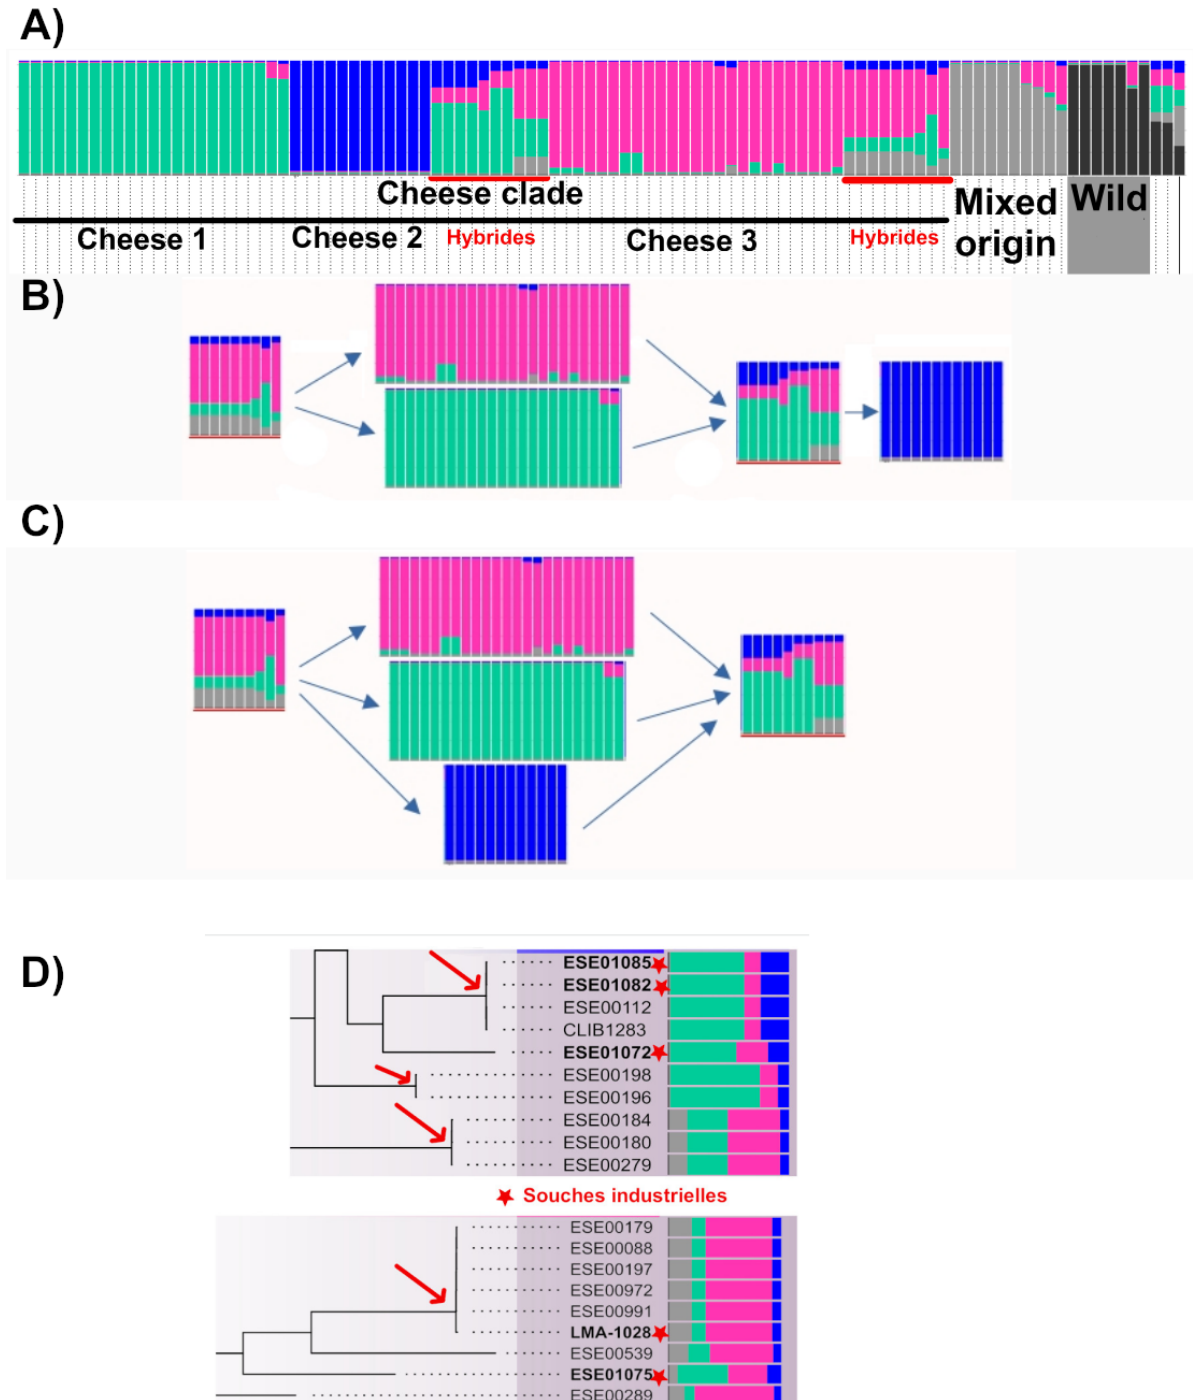 A)
Cheese clade
Cheese 1
Cheese 2
Hybrides
Cheese 3
Hybrides
Mixed
origin
Wild
B)
C)
D)
ESE01085
ESE01082
ESE00112
CLIB1283
ESE01072
ESE00198
ESE00196
ESE00184
ESE00180
ESE00279
Souches industrielles
ESE00179
ESE00088
ESE00197
ESE00972
ESE00991
LMA-1028
ESE00539
ESE01075
ESE00289